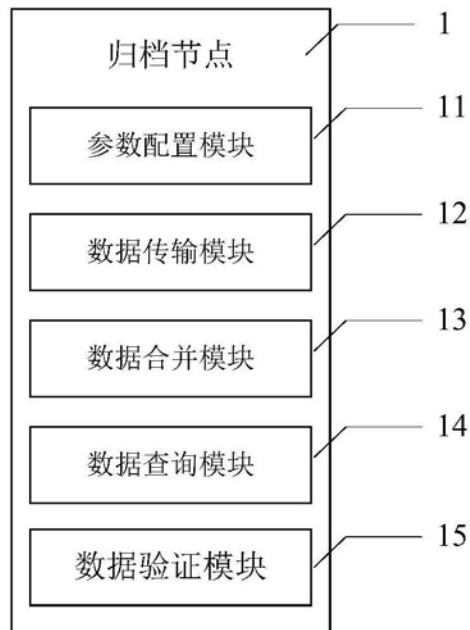 归档节点 1
参数配置模块 11
数据传输模块 12
数据合并模块 13
数据查询模块 14
数据验证模块 15